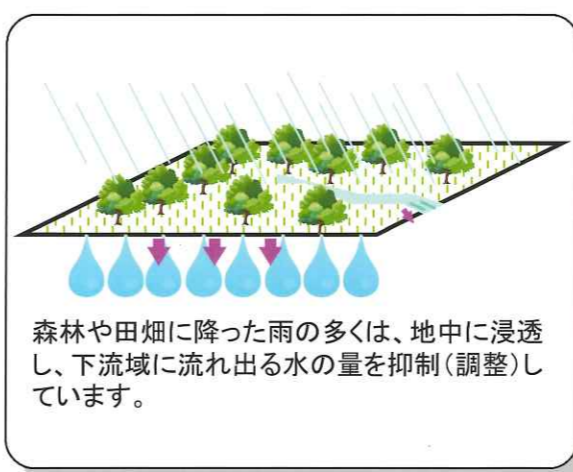 森林や田畑に降った雨の多くは、地中に浸透
し、下流域に流れ出る水の量を抑制(調整)し
ています。